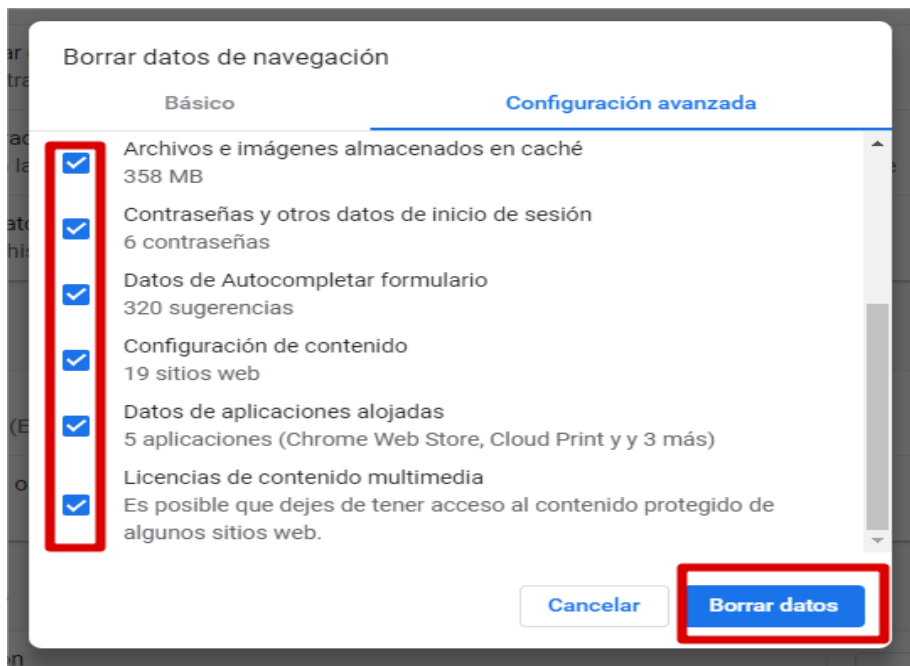 Borrar datos de navegación
Básico
Configuración avanzada
Archivos e imágenes almacenados en caché
358 MB
Contraseñas y otros datos de inicio de sesión
6 contraseñas
Datos de Autocompletar formulario
320 sugerencias
Configuración de contenido
19 sitios web
Datos de aplicaciones alojadas
5 aplicaciones (Chrome Web Store, Cloud Print y y 3 más)
Licencias de contenido multimedia
Es posible que dejes de tener acceso al contenido protegido de
algunos sitios web.
Cancelar
Borrar datos